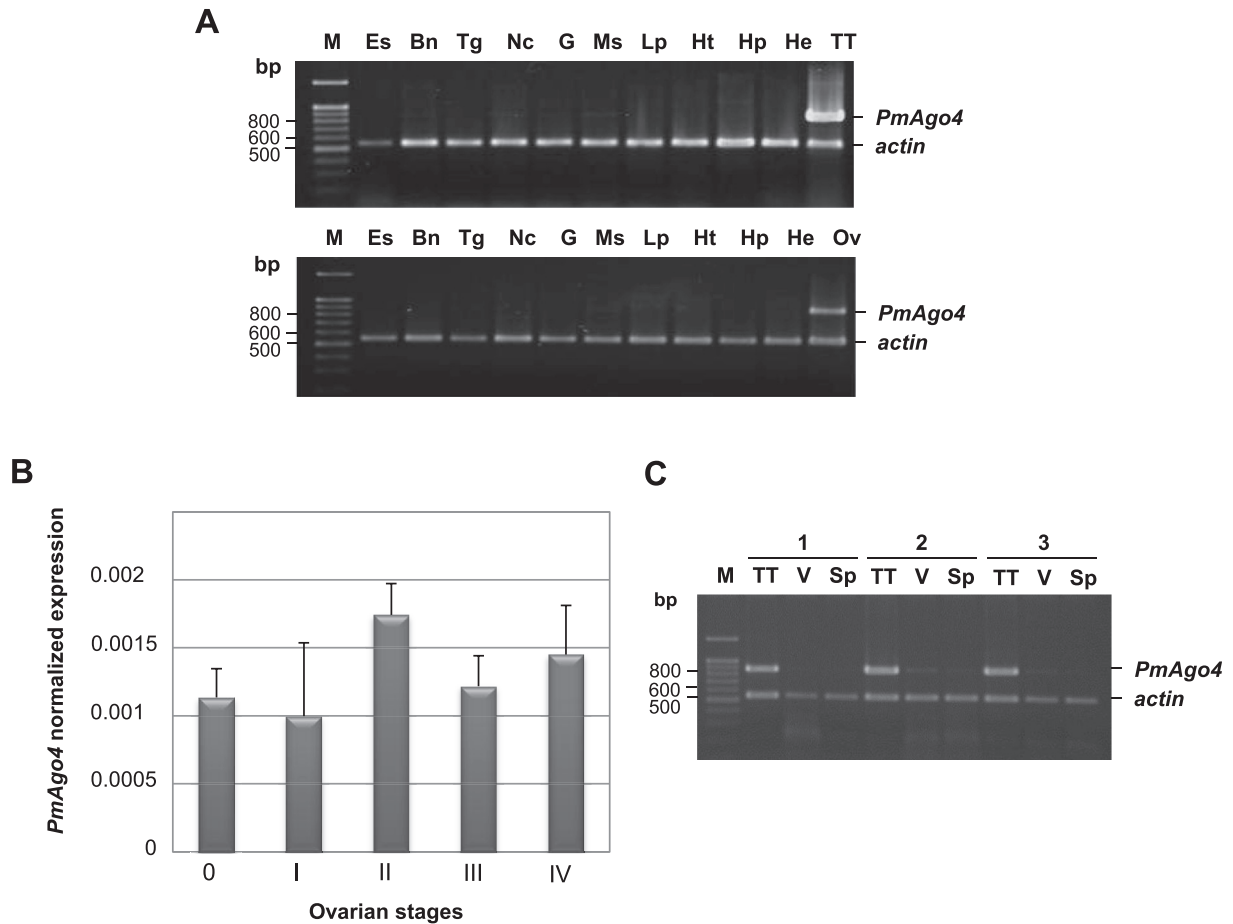 A
M Es Bn Tg Nc G Ms Lp Ht Hp He TT
bp
800
600
500
PmAgo4
actin
M Es Bn Tg Nc G Ms Lp Ht Hp He Ov
bp
800
600
500
PmAgo4
actin
B
PmAgo4 normalized expression
0.002
0.0015
0.001
0.0005
0
0 I II III IV
Ovarian stages
C
1 2 3
M TT V Sp TT V Sp TT V Sp
bp
800
600
500
PmAgo4
actin